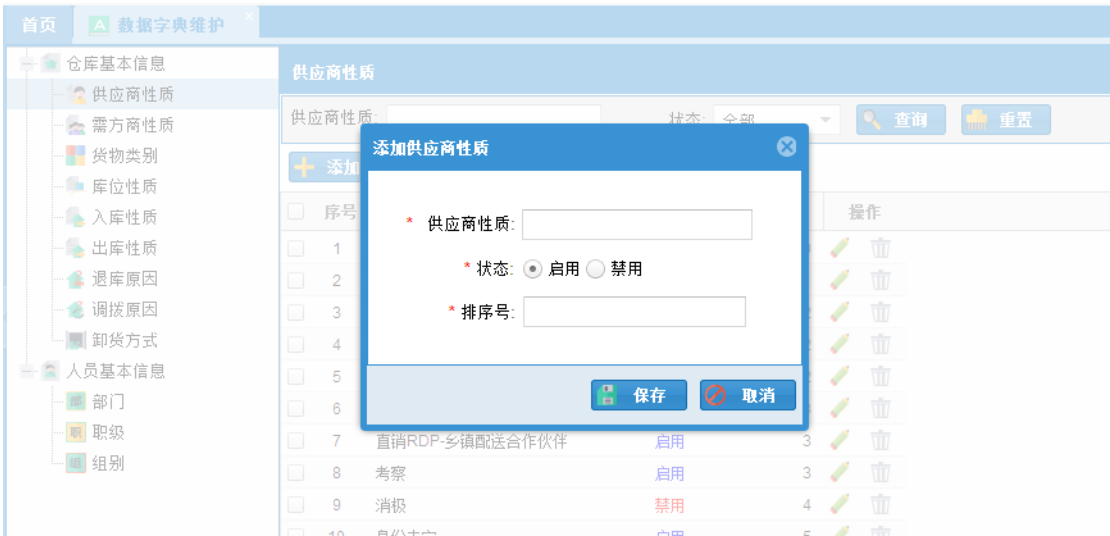 首页 数据字典维护
仓库基本信息
供应商性质
需方商性质
货物类别
库位性质
入库性质
出库性质
退库原因
调拨原因
卸货方式
人员基本信息
部门
职级
组别
供应商性质
供应商性质: 状态: 全部 查询 重置
添加
序号 操作
1
2
3
4
5
6
7 直销RDP-乡镇配送合作伙伴 启用 3
8 考察 启用 3
9 消极 禁用 4
添加供应商性质
* 供应商性质:
* 状态: 启用 禁用
* 排序号:
保存 取消